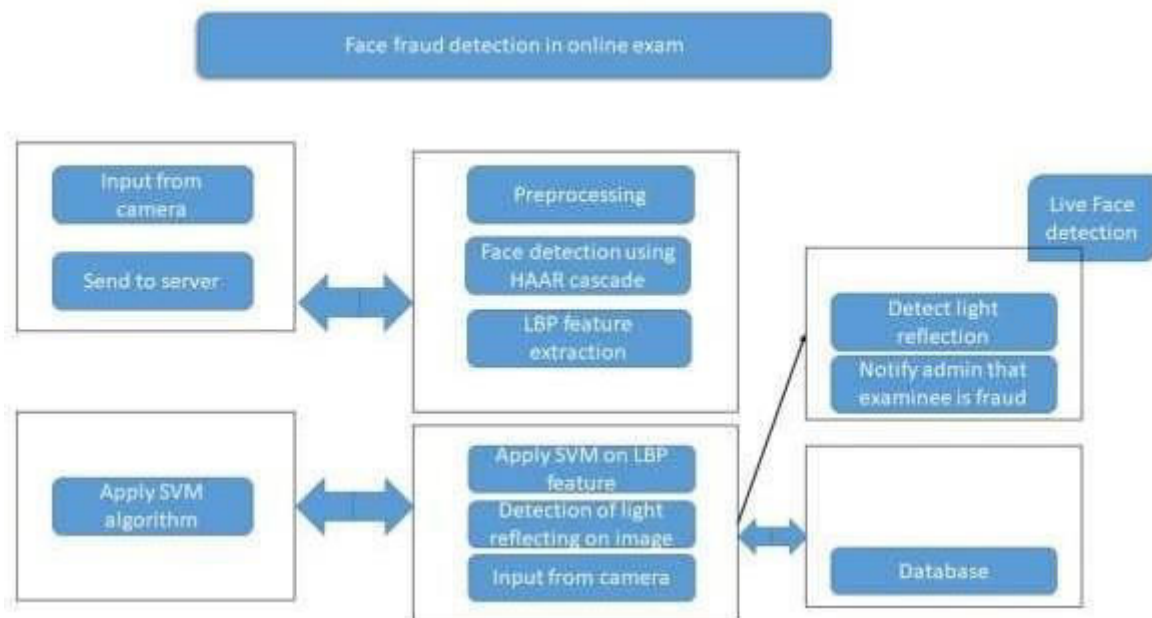 Face fraud detection in online exam
Input from
camera
Send to server
Preprocessing
Face detection using
HAAR cascade
LBP feature
extraction
Live Face
detection
Detect light
reflection
Notify admin that
examinee is fraud
Apply SVM
algorithm
Apply SVM on LBP
feature
Detection of light
reflecting on image
Input from camera
Database